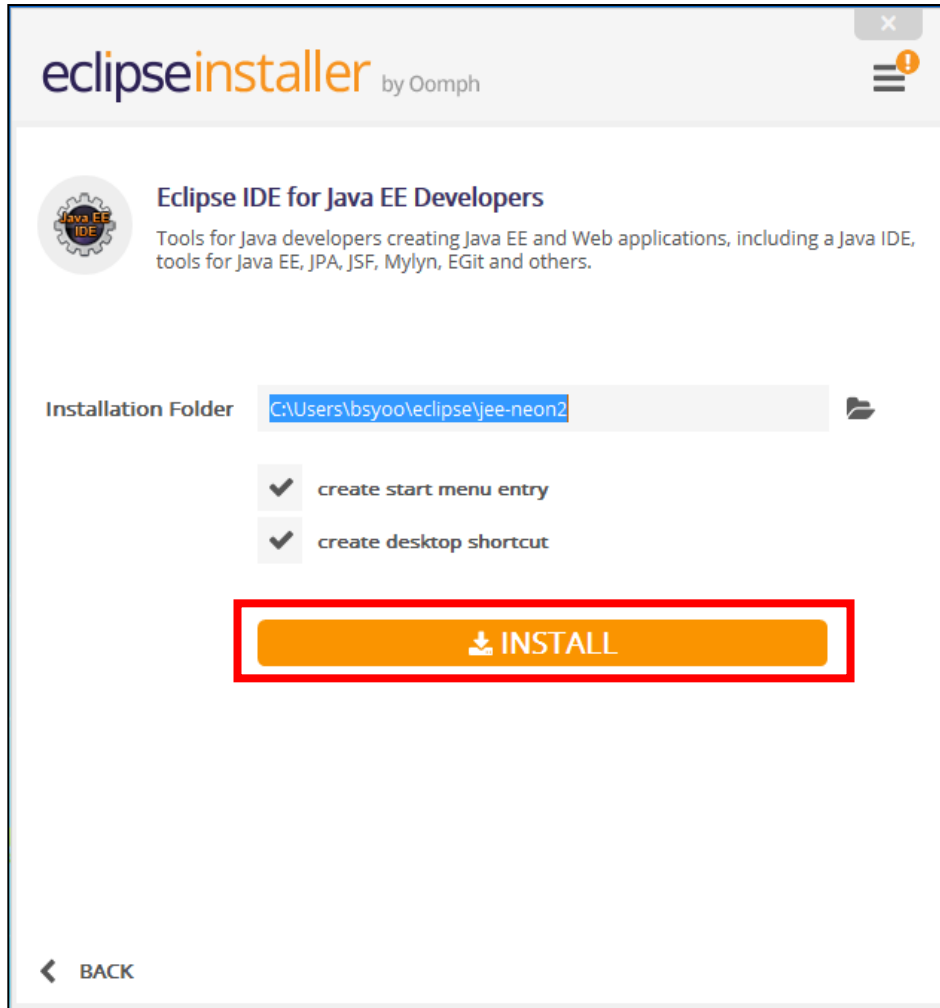 eclipseinstaller by Oomph
!
Java EE
IDE
Eclipse IDE for Java EE Developers
Tools for Java developers creating Java EE and Web applications, including a Java IDE,
tools for Java EE, JPA, JSF, Mylyn, EGit and others.
Installation Folder C:\Users\bsyoo\eclipse\jee-neon2
create start menu entry
create desktop shortcut
INSTALL
BACK